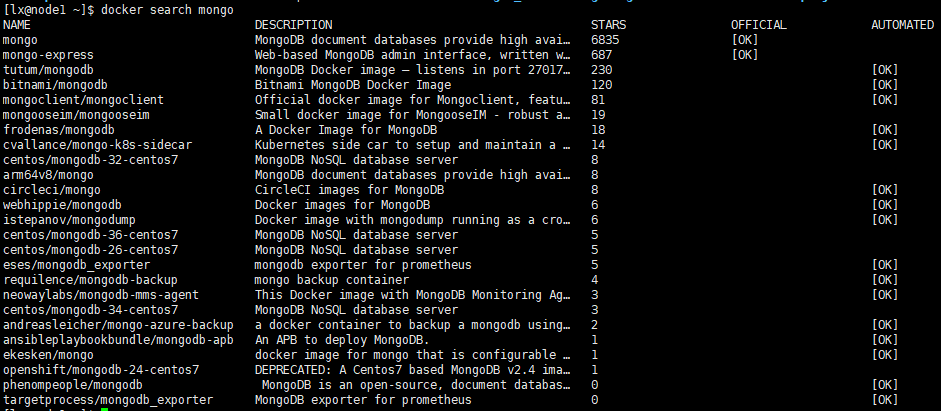 [lx@node1 ~]$ docker search mongo
NAME DESCRIPTION STARS OFFICIAL AUTOMATED
mongo MongoDB document databases provide high avai… 6835 [OK]
mongo-express Web-based MongoDB admin interface, written w… 687 [OK]
tutum/mongodb MongoDB Docker image – listens in port 27017… 230 [OK]
bitnami/mongodb Bitnami MongoDB Docker Image 120 [OK]
mongoclient/mongoclient Official docker image for Mongoclient, featu… 81 [OK]
mongooseim/mongooseim Small docker image for MongooseIM - robust a… 19
frodenas/mongodb A Docker Image for MongoDB 18 [OK]
cvallance/mongo-k8s-sidecar Kubernetes side car to setup and maintain a … 14 [OK]
centos/mongodb-32-centos7 MongoDB NoSQL database server 8
arm64v8/mongo MongoDB document databases provide high avai… 8
circleci/mongo CircleCI images for MongoDB 8 [OK]
webhippie/mongodb Docker images for MongoDB 6 [OK]
istepanov/mongodump Docker image with mongodump running as a cro… 6 [OK]
centos/mongodb-36-centos7 MongoDB NoSQL database server 5
centos/mongodb-26-centos7 MongoDB NoSQL database server 5
eses/mongodb_exporter mongodb exporter for prometheus 5 [OK]
requilence/mongodb-backup mongo backup container 4 [OK]
neowaylabs/mongodb-mms-agent This Docker image with MongoDB Monitoring Ag… 3 [OK]
centos/mongodb-34-centos7 MongoDB NoSQL database server 3
andreasleicher/mongo-azure-backup a docker container to backup a mongodb using… 2 [OK]
ansibleplaybookbundle/mongodb-apb An APB to deploy MongoDB. 1 [OK]
ekesken/mongo docker image for mongo that is configurable … 1 [OK]
openshift/mongodb-24-centos7 DEPRECATED: A Centos7 based MongoDB v2.4 ima… 1
phenompeople/mongodb MongoDB is an open-source, document databas… 0 [OK]
targetprocess/mongodb_exporter MongoDB exporter for prometheus 0 [OK]